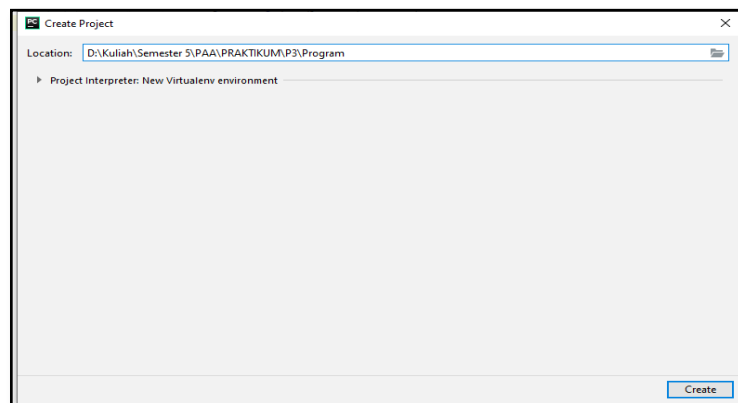 PC Create Project
Location: D:\Kuliah\Semester 5\PAA\PRAKTIKUM\P3\Program
Project Interpreter: New Virtualenv environment
Create